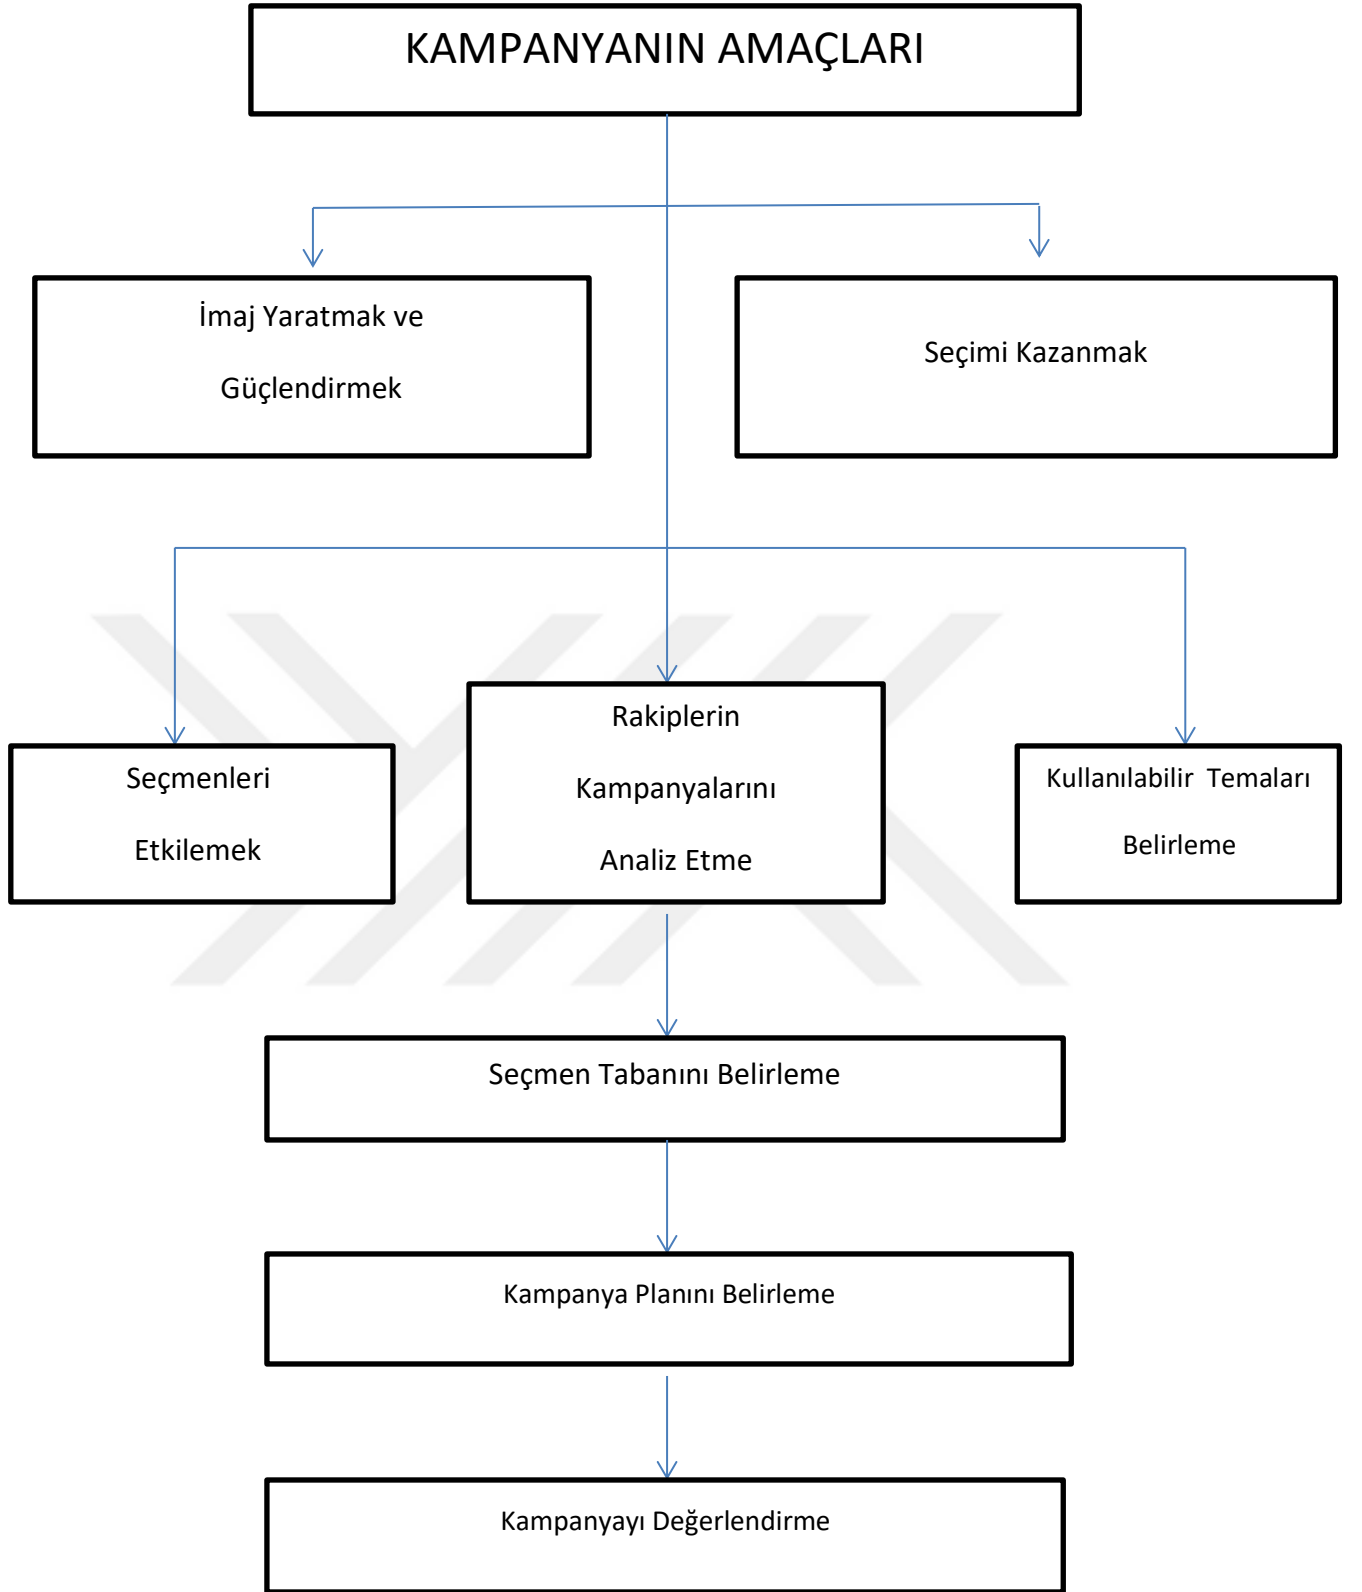 KAMPANYANIN AMAÇLARI
İmaj Yaratmak ve
Güçlendirmek
Seçimi Kazanmak
Seçmenleri
Etkilemek
Rakiplerin
Kampanyalarını
Analiz Etme
Kullanılabilir Temaları
Belirleme
Seçmen Tabanını Belirleme
Kampanya Planını Belirleme
Kampanyayı Değerlendirme